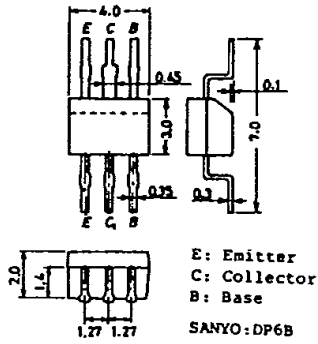 4.0
E C B
0.45
0.1
3.0
7.0
0.35
0.3
E C₁ B
2.0
1.4
1.27 1.27
E: Emitter
C: Collector
B: Base
SANYO:DP6B